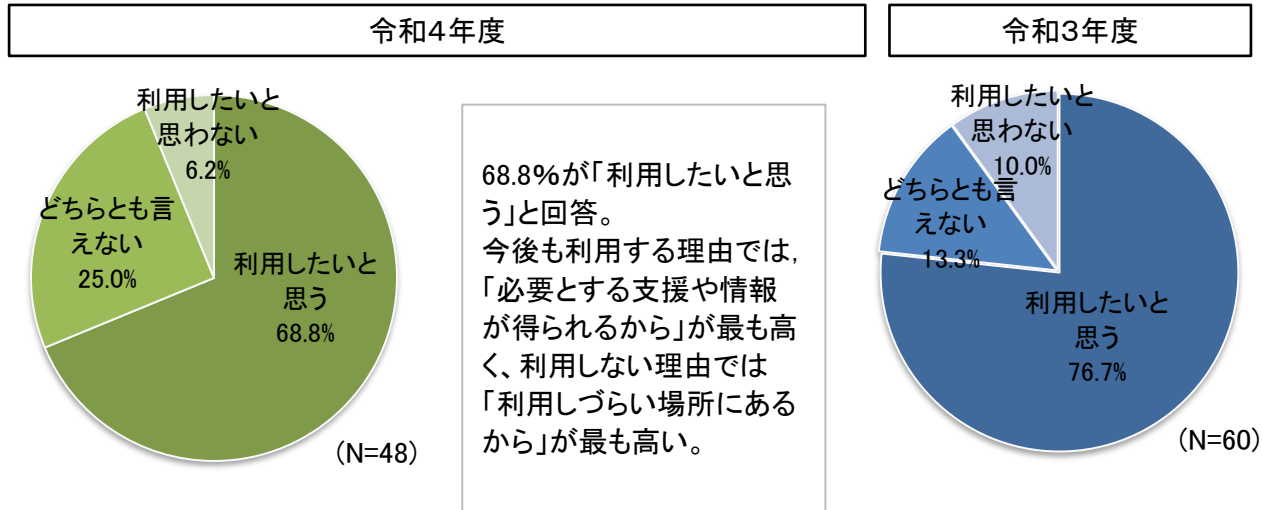 令和4年度
利用したいと
思わない
6.2%
どちらとも言
えない
25.0%
利用したいと
思う
68.8%
(N=48)
68.8%が「利用したいと思
う」と回答。
今後も利用する理由では,
「必要とする支援や情報
が得られるから」が最も高
く、利用しない理由では
「利用しづらい場所にある
から」が最も高い。
令和3年度
利用したいと
思わない
10.0%
どちらとも言
えない
13.3%
利用したいと
思う
76.7%
(N=60)